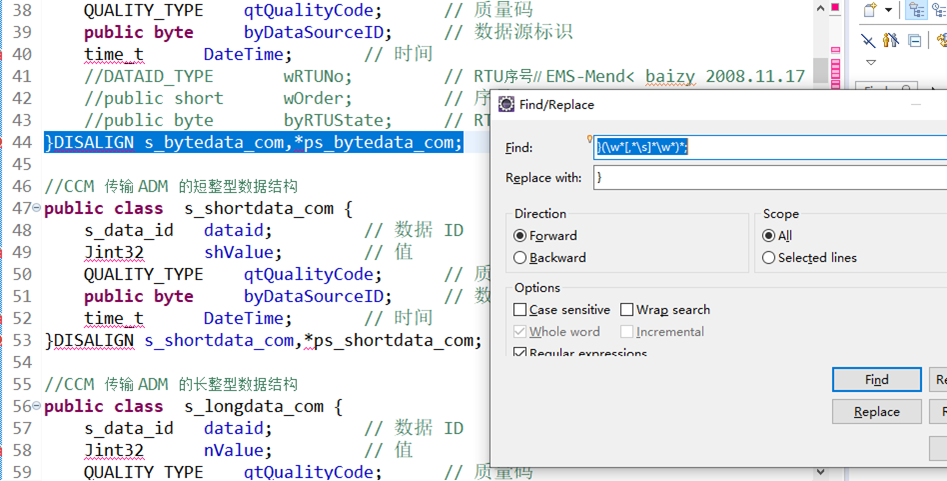 38 QUALITY_TYPE qtQualityCode; // 质量码
39 public byte byDataSourceID; // 数据源标识
40 time_t DateTime; // 时间
41 //DATAID_TYPE wRTUNo; // RTU序号// EMS-Mend< baizy 2008.11.17
42 //public short wOrder; // 序
43 //public byte byRTUState; // RT
44 }DISALIGN s_bytedata_com,*ps_bytedata_com;
45
46 //CCM 传输 ADM 的短整型数据结构
47 public class s_shortdata_com {
48 s_data_id dataid; // 数据 ID
49 Jint32 shValue; // 值
50 QUALITY_TYPE qtQualityCode; // 质
51 public byte byDataSourceID; // 数
52 time_t DateTime; // 时间
53 }DISALIGN s_shortdata_com,*ps_shortdata_com;
54
55 //CCM 传输 ADM 的长整型数据结构
56 public class s_longdata_com {
57 s_data_id dataid; // 数据 ID
58 Jint32 nValue; // 值
59 QUALITY_TYPE qtQualityCode; // 质量码
Find/Replace
Find: }(\w*[,*\s]*\w*)*;
Replace with: }
Direction
Forward
Backward
Scope
All
Selected lines
Options
Case sensitive
Wrap search
Whole word
Incremental
Regular expressions
Find
Re
Replace
R